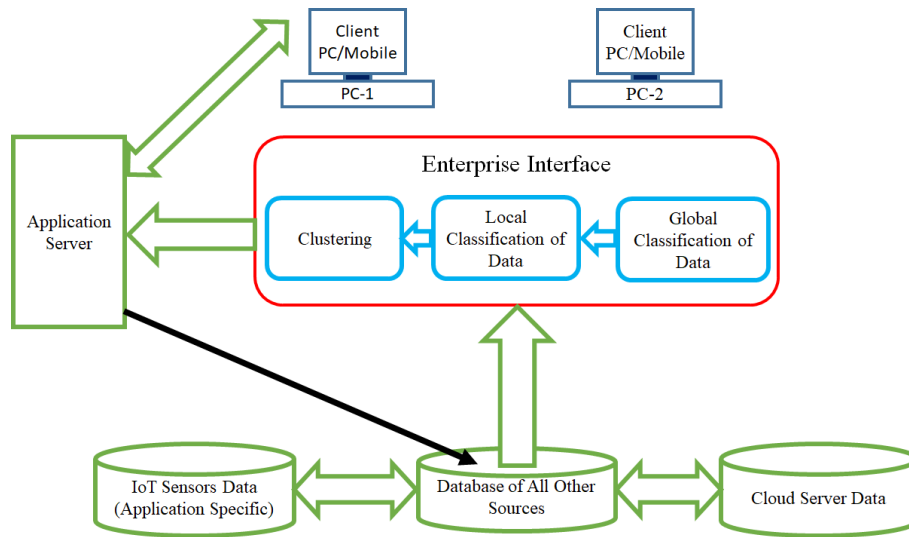 Client
PC/Mobile
PC-1
Client
PC/Mobile
PC-2
Enterprise Interface
Application
Server
Clustering
Local
Classification of
Data
Global
Classification of
Data
IoT Sensors Data
(Application Specific)
Database of All Other
Sources
Cloud Server Data